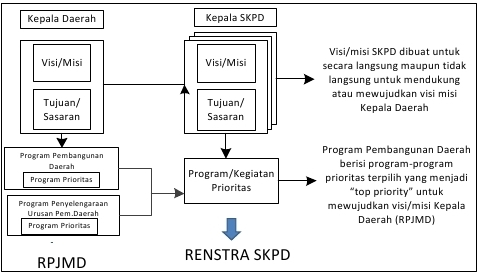 Kepala Daerah
Visi/Misi
Tujuan/
Sasaran
Program Pembangunan
Daerah
Program Prioritas
Program Penyelengaraan
Urusan Pem.Daerah
Program Prioritas
RPJMD
Kepala SKPD
Visi/Misi
Tujuan/
Sasaran
Program/Kegiatan
Prioritas
RENSTRA SKPD
Visi/misi SKPD dibuat untuk
secara langsung maupun tidak
langsung untuk mendukung
atau mewujudkan visi misi
Kepala Daerah
Program Pembangunan Daerah
berisi program-program
prioritas terpilih yang menjadi
“top priority” untuk
mewujudkan visi/misi Kepala
Daerah (RPJMD)